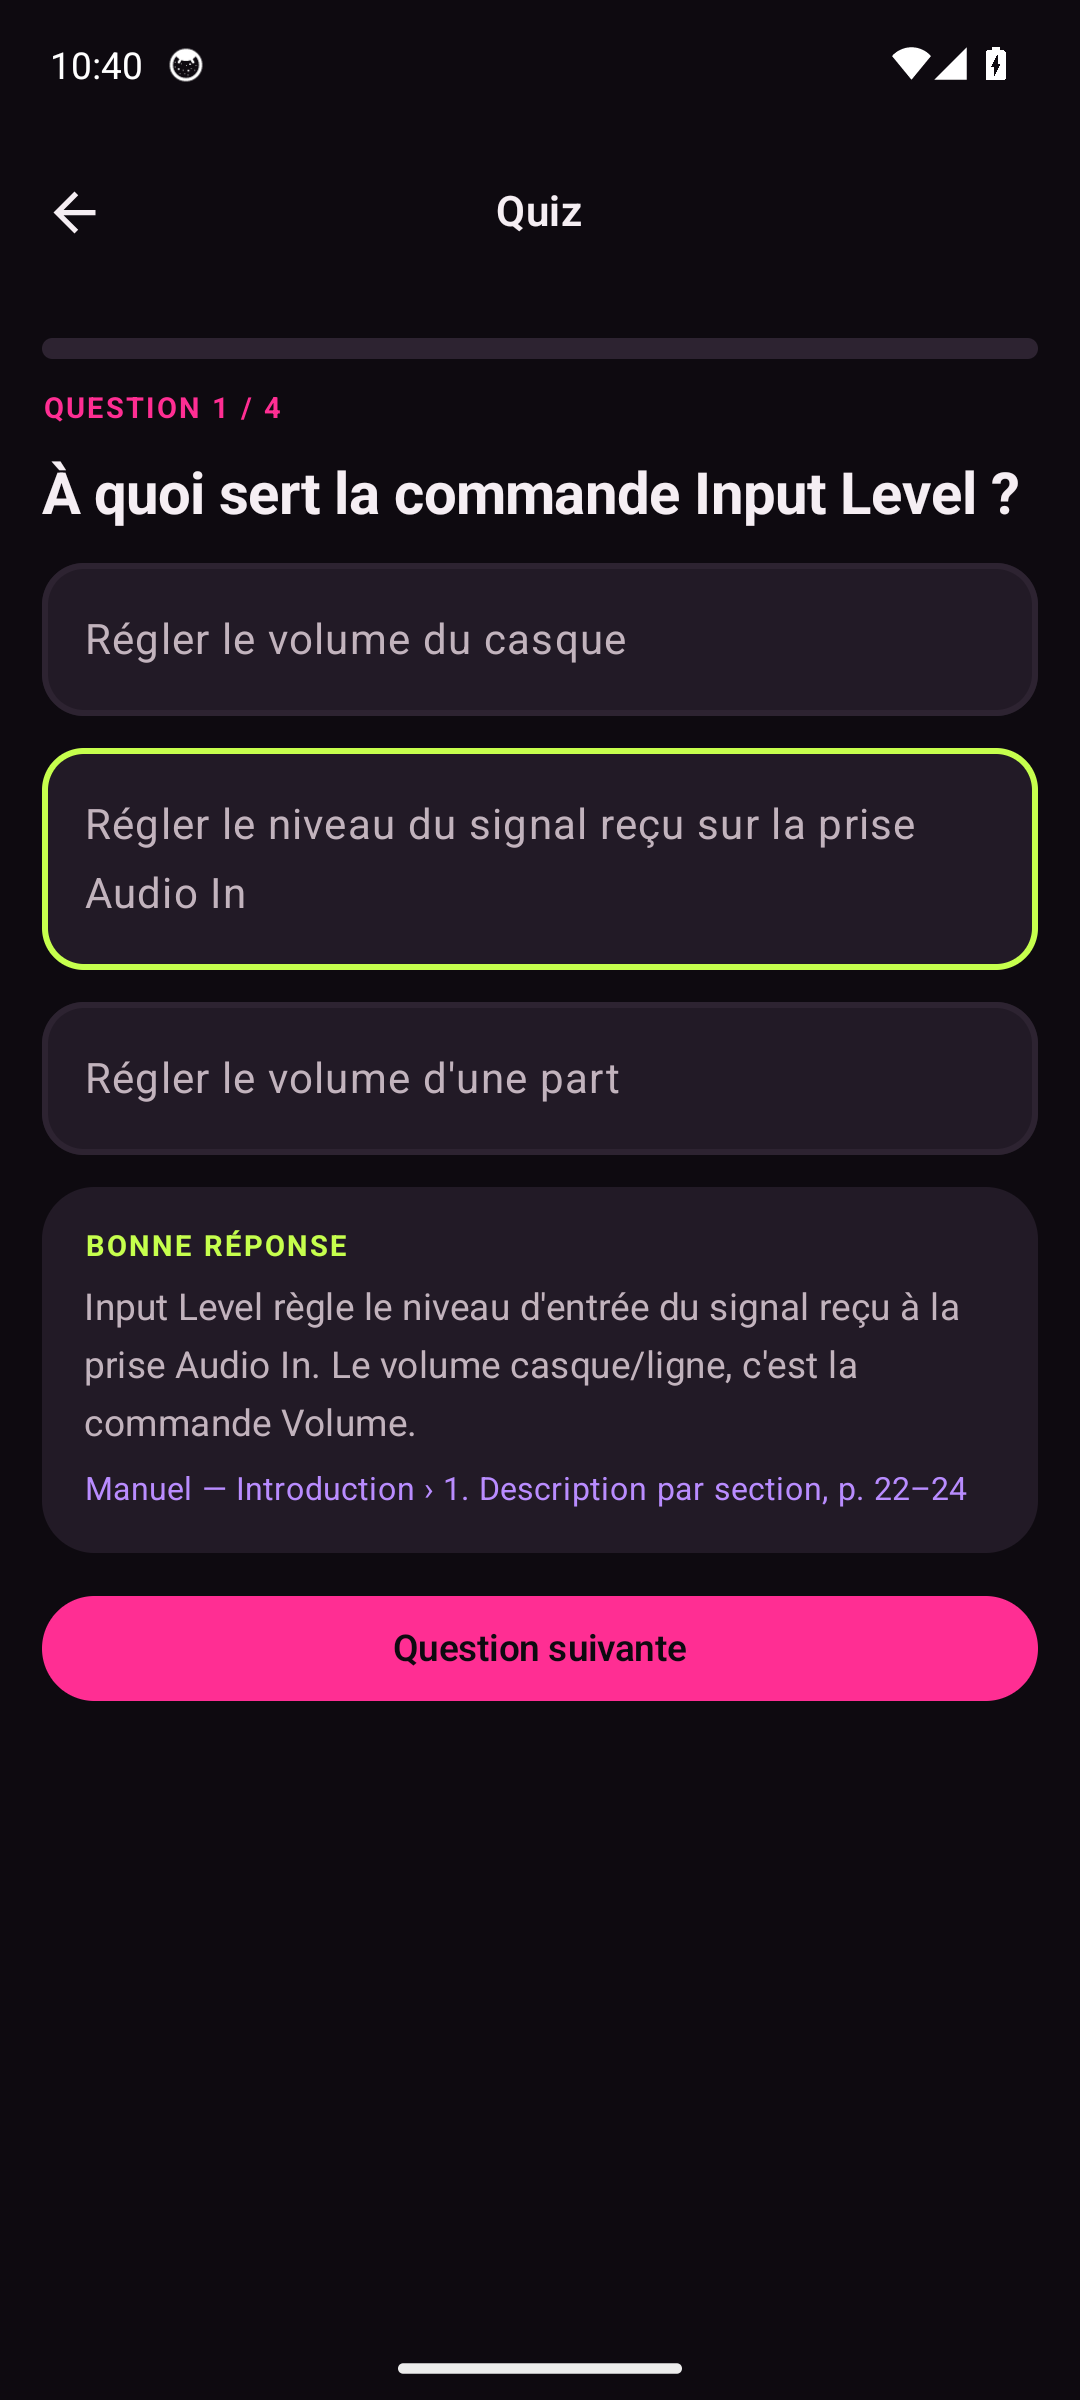 10:40
Quiz
QUESTION 1 / 4
À quoi sert la commande Input Level ?
Régler le volume du casque
Régler le niveau du signal reçu sur la prise
Audio In
Régler le volume d'une part
BONNE RÉPONSE
Input Level règle le niveau d'entrée du signal reçu à la
prise Audio In. Le volume casque/ligne, c'est la
commande Volume.
Manuel — Introduction › 1. Description par section, p. 22–24
Question suivante